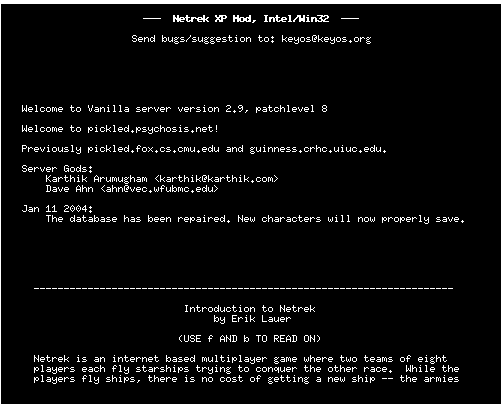 —— Netrek XP Mod, Intel/Win32 ——
Send bugs/suggestion to: keyos@keyos.org
Welcome to Vanilla server version 2.9, patchlevel 8
Welcome to pickled.psychosis.net!
Previously pickled.fox.cs.cmu.edu and guinness.crhc.uiuc.edu.
Server Gods:
Karthik Arumugham <karthik@karthik.com>
Dave Ahn <ahn@vec.wfubmc.edu>
Jan 11 2004:
The database has been repaired. New characters will now properly save.
----------------------------------------------------------------------
Introduction to Netrek
by Erik Lauer
(USE f AND b TO READ ON)
Netrek is an internet based multiplayer game where two teams of eight
players each fly starships trying to conquer the other race.  While the
players fly ships, there is no cost of getting a new ship -- the armies